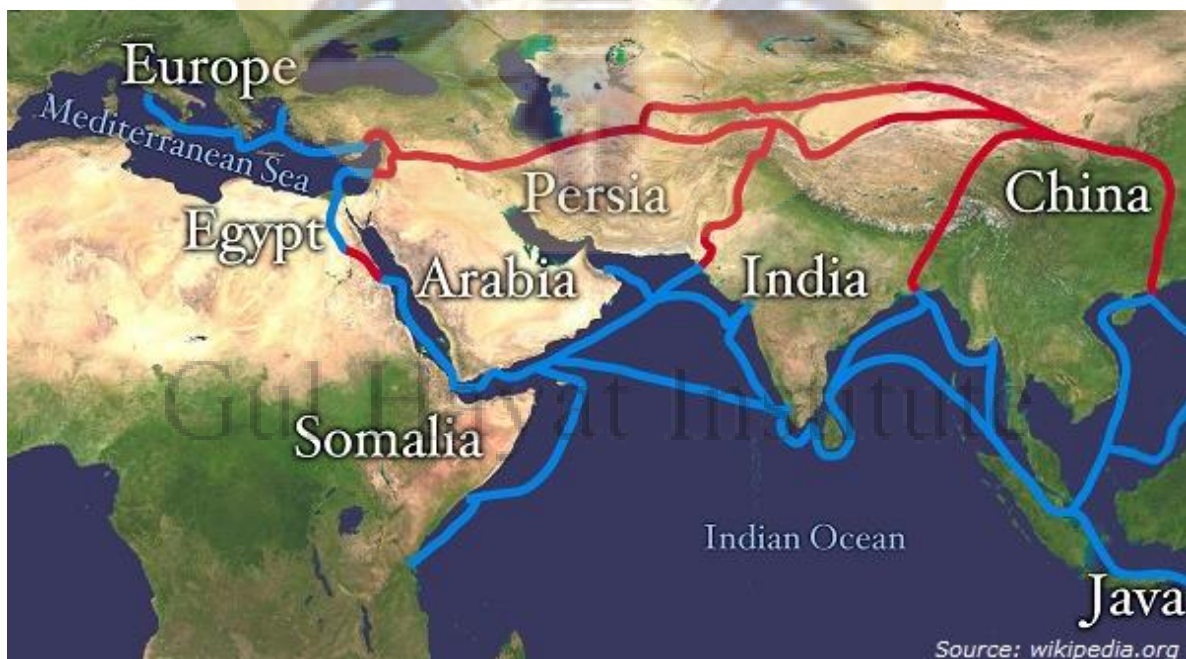 Europe
Mediterranean Sea
Egypt
Persia
China
Arabia
India
Gul Hayat Institute
Somalia
Indian Ocean
Java
Source: wikipedia.org